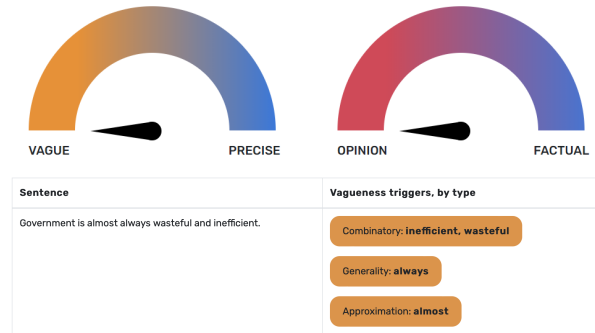 VAGUE PRECISE OPINION FACTUAL
Sentence Vagueness triggers, by type
Government is almost always wasteful and inefficient.
Combinatory: inefficient, wasteful
Generality: always
Approximation: almost